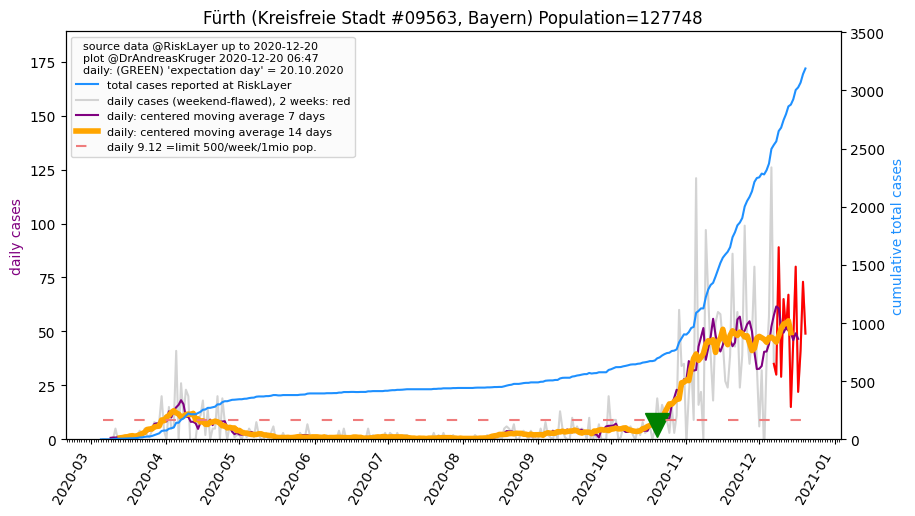 Fürth (Kreisfreie Stadt #09563, Bayern) Population=127748
source data @RiskLayer up to 2020-12-20
plot @DrAndreasKruger 2020-12-20 06:47
daily: (GREEN) 'expectation day' = 20.10.2020
total cases reported at RiskLayer
daily cases (weekend-flawed), 2 weeks: red
daily: centered moving average 7 days
daily: centered moving average 14 days
daily 9.12 =limit 500/week/1mio pop.
daily cases
175
150
125
100
75
50
25
0
cumulative total cases
3500
3000
2500
2000
1500
1000
500
0
2020-03
2020-04
2020-05
2020-06
2020-07
2020-08
2020-09
2020-10
2020-11
2020-12
2021-01